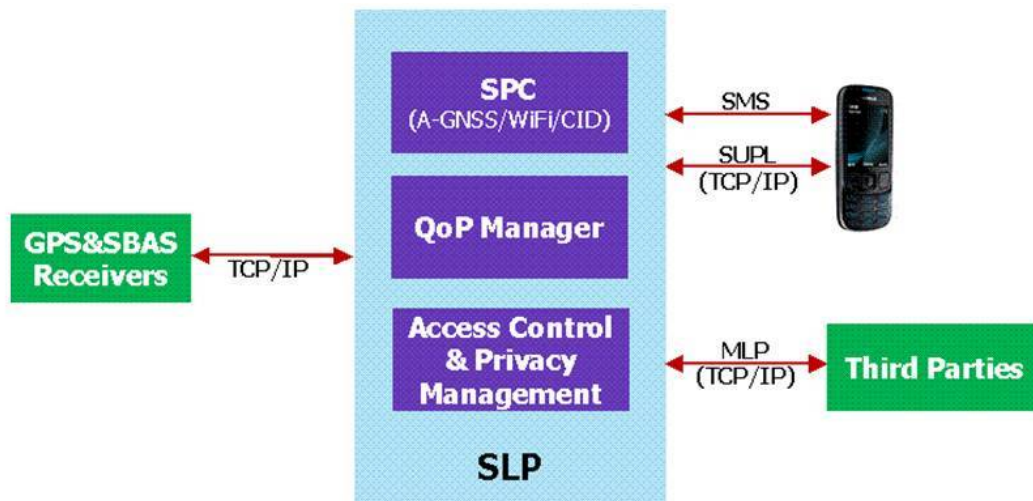 SPC
(A-GNSS/WiFi/CID)
QoP Manager
Access Control
& Privacy
Management
SLP
GPS&SBAS
Receivers
TCP/IP
SMS
SUPL
(TCP/IP)
MLP
(TCP/IP)
Third Parties